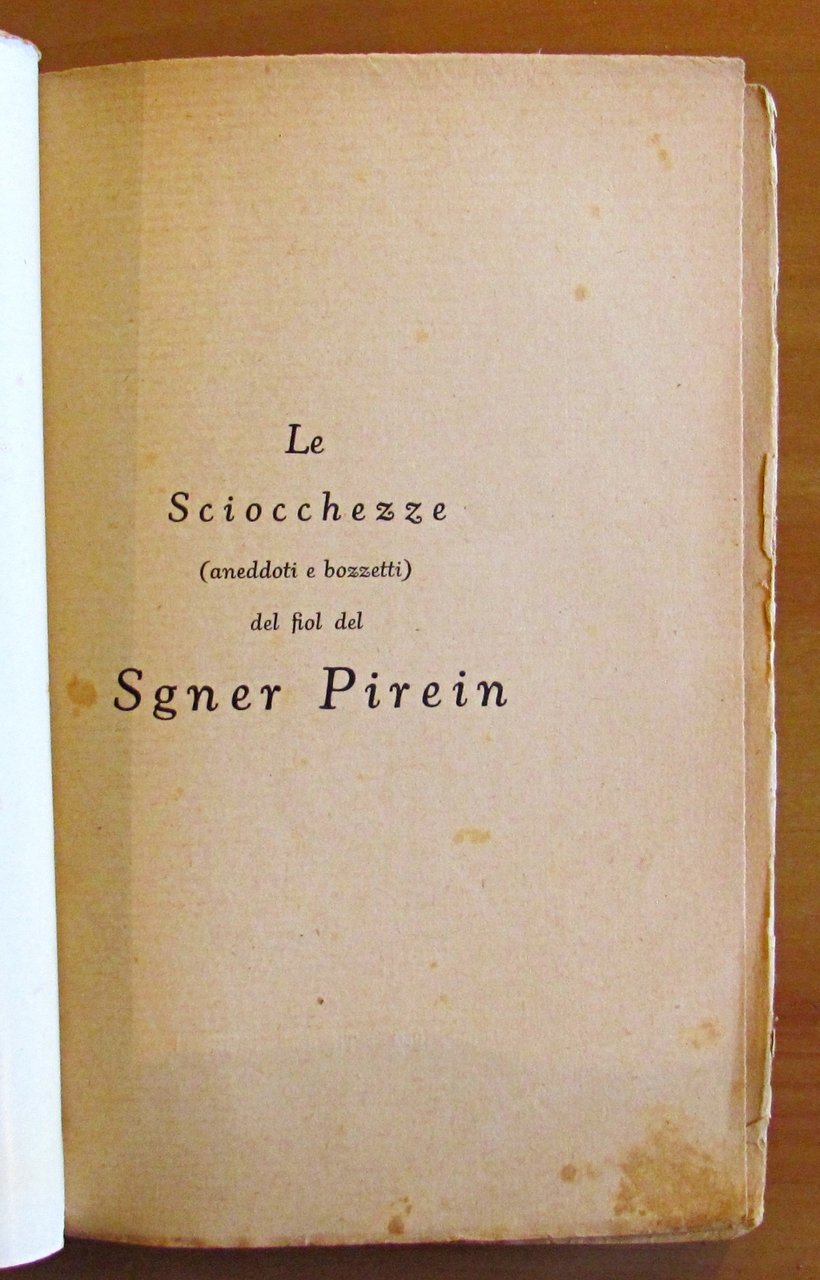 Le
Sciocchezze
(aneddoti e bozzetti)
del fiol del
Sgner Pirein